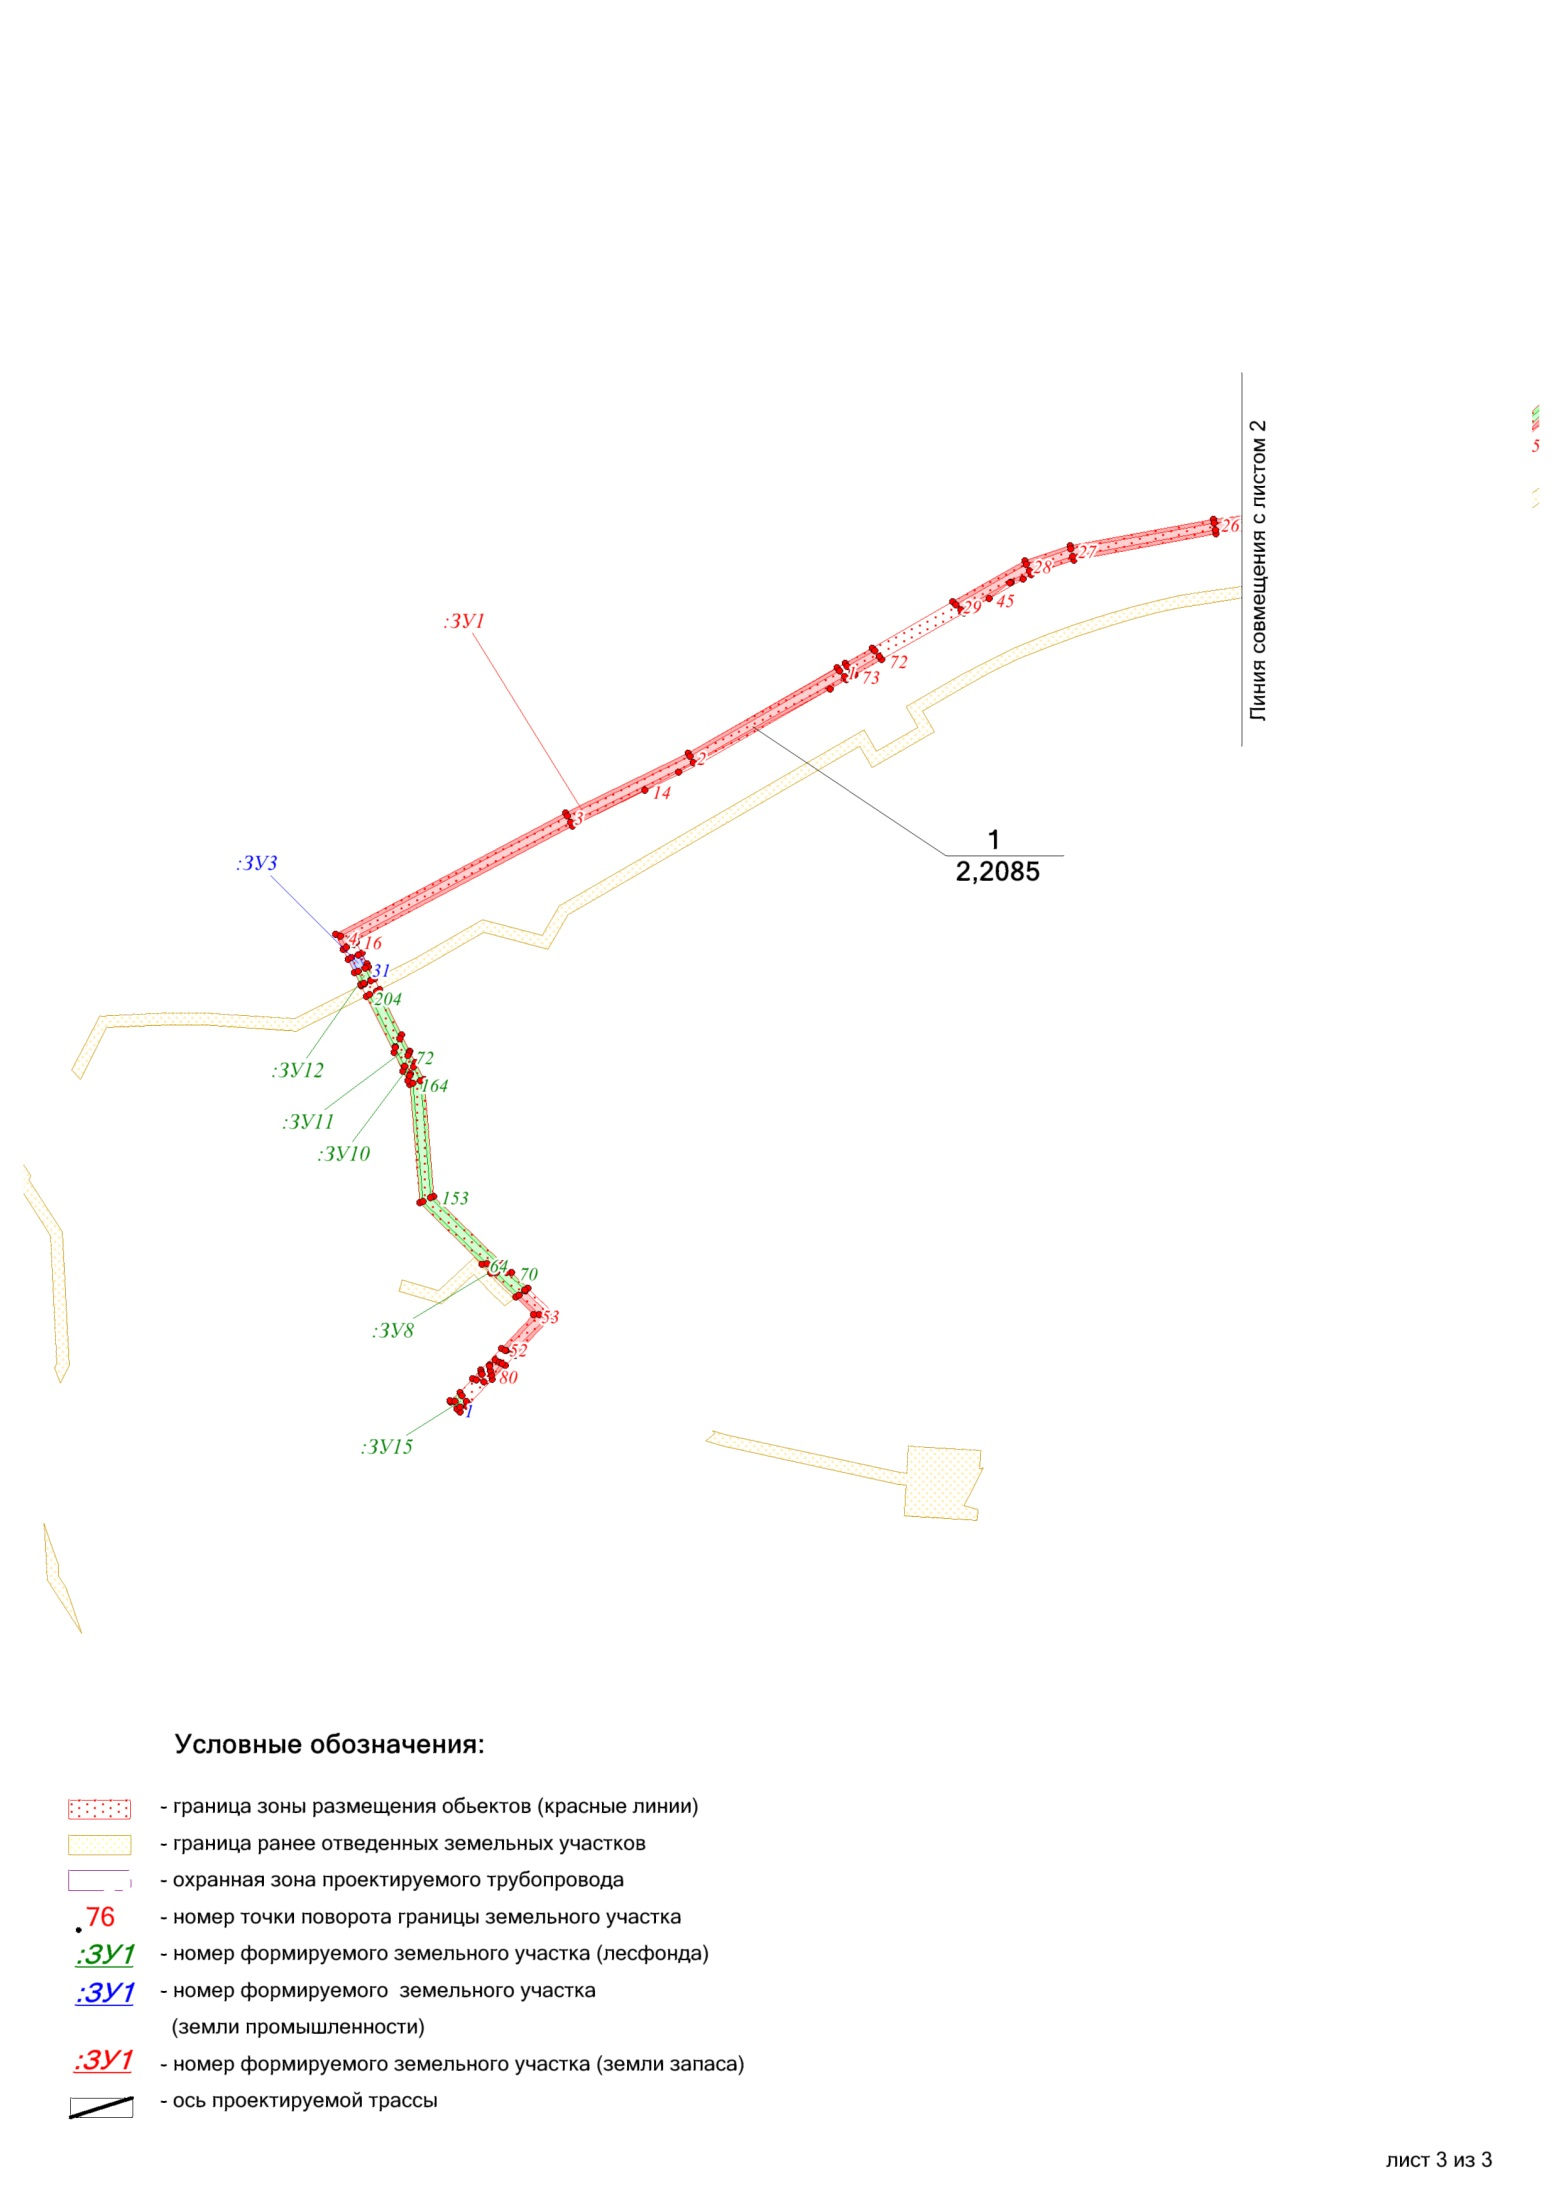 Линия совмещения с листом 2
5
26
27
28
45
:ЗУ1
29
72
1
73
2
14
3
1
2,2085
:ЗУ3
4
16
31
204
:ЗУ12
72
164
:ЗУ11
:ЗУ10
153
64
70
53
:ЗУ8
52
80
1
:ЗУ15
Условные обозначения:
- граница зоны размещения обьектов (красные линии)
- граница ранее отведенных земельных участков
- охранная зона проектируемого трубопровода
76 - номер точки поворота границы земельного участка
:ЗУ1 - номер формируемого земельного участка (лесфонда)
:ЗУ1 - номер формируемого земельного участка
(земли промышленности)
:ЗУ1 - номер формируемого земельного участка (земли запаса)
- ось проектируемой трассы
лист 3 из 3